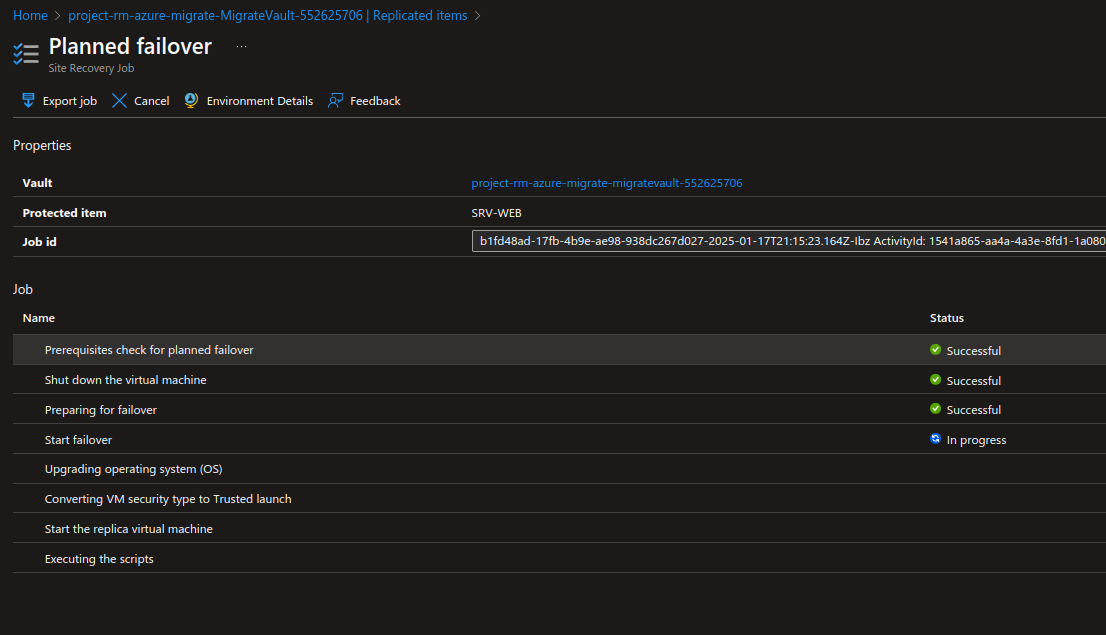 Home > project-rm-azure-migrate-MigrateVault-552625706 | Replicated items >
Planned failover ...
Site Recovery Job
Export job Cancel Environment Details Feedback
Properties
Vault project-rm-azure-migrate-migratevault-552625706
Protected item SRV-WEB
Job id b1fd48ad-17fb-4b9e-ae98-938dc267d027-2025-01-17T21:15:23.164Z-Ibz ActivityId: 1541a865-aa4a-4a3e-8fd1-1a080
Job
Name Status
Prerequisites check for planned failover Successful
Shut down the virtual machine Successful
Preparing for failover Successful
Start failover In progress
Upgrading operating system (OS)
Converting VM security type to Trusted launch
Start the replica virtual machine
Executing the scripts